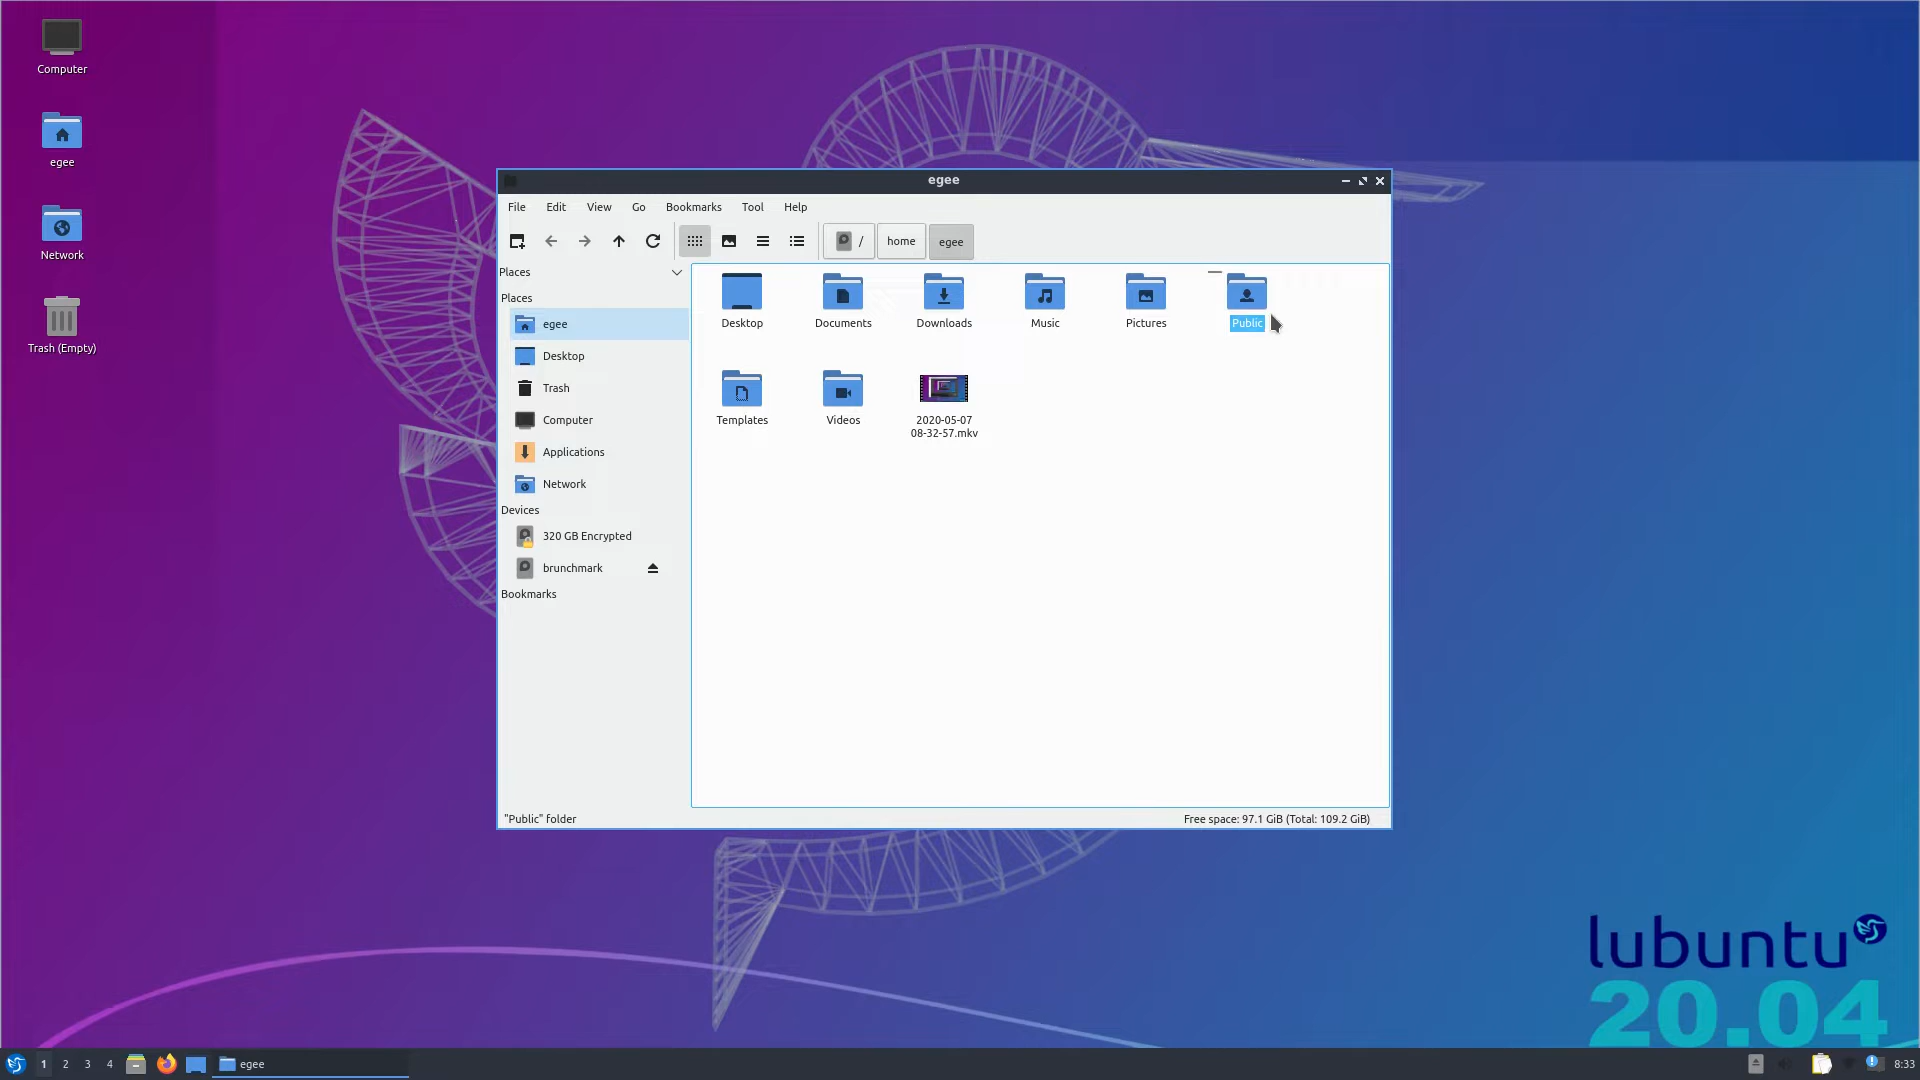 Computer
egee
Network
Trash (Empty)
egee
File Edit View Go Bookmarks Tool Help
/ home egee
Places
Places
egee
Desktop
Trash
Computer
Applications
Network
Devices
320 GB Encrypted
brunchmark
Bookmarks
Desktop Documents Downloads Music Pictures Public
Templates Videos 2020-05-07
08-32-57.mkv
"Public" folder Free space: 97.1 GiB (Total: 109.2 GiB)
lubuntu
20.04
1 2 3 4 egee 8:33